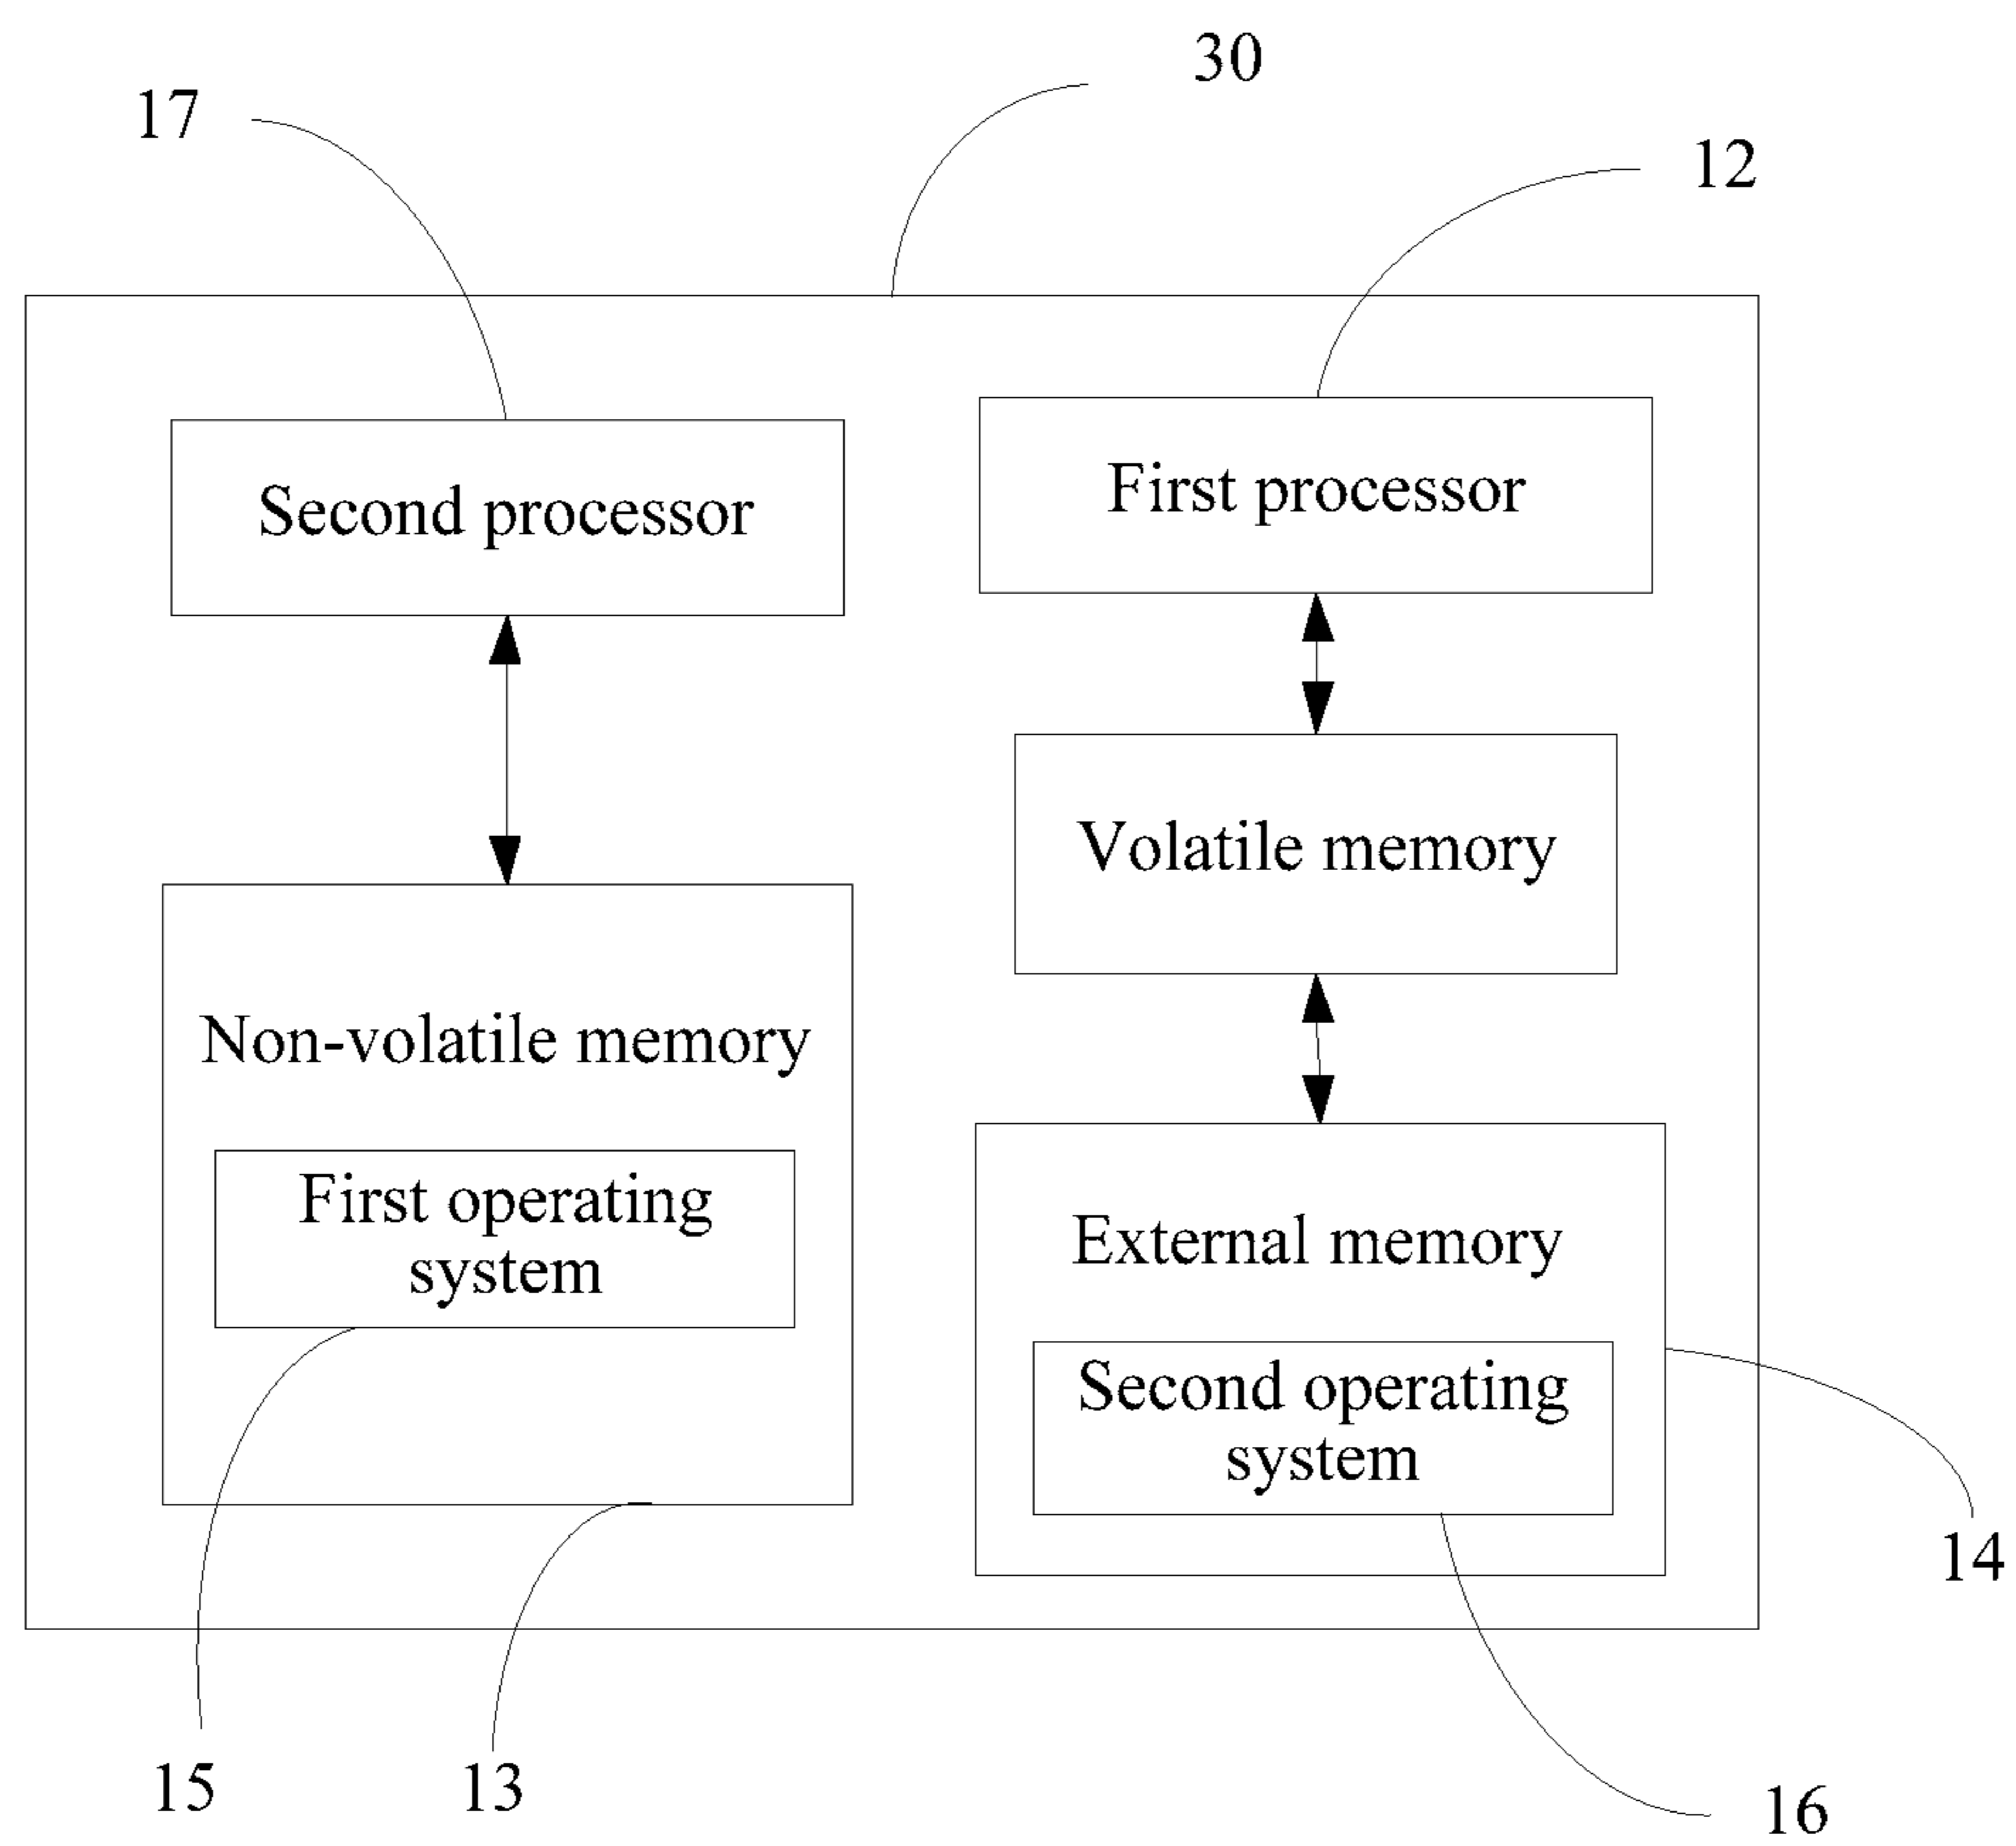 30
17
12
First processor
Second processor
Volatile memory
Non-volatile memory
First operating
system
External memory
Second operating
system
14
15
13
16